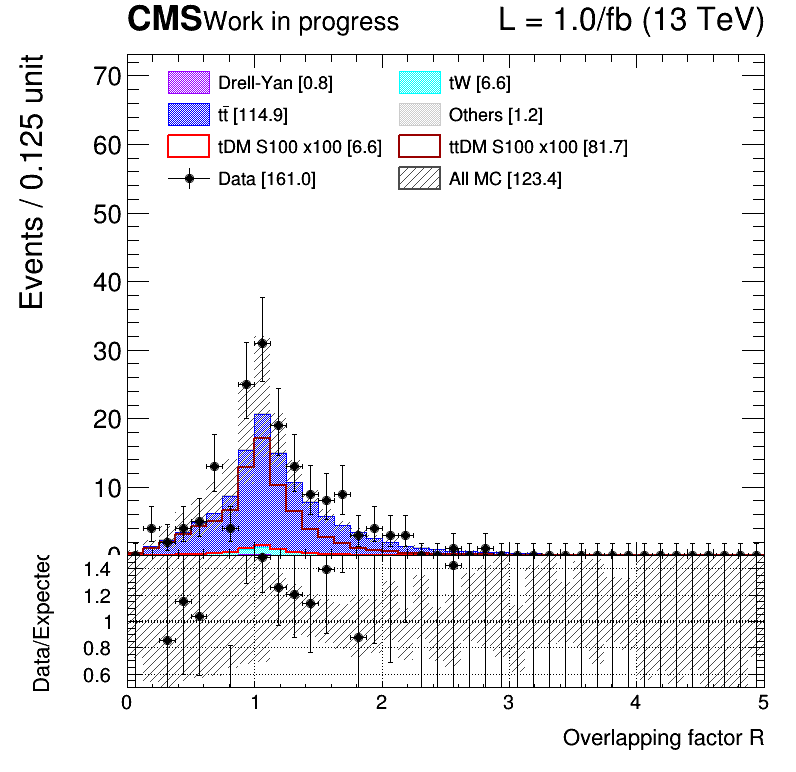 CMS Work in progress L = 1.0/fb (13 TeV)
Events / 0.125 unit
70
60
50
40
30
20
10
0
Drell-Yan [0.8]
tW [6.6]
tt̄ [114.9]
Others [1.2]
tDM S100 x100 [6.6]
ttDM S100 x100 [81.7]
Data [161.0]
All MC [123.4]
Data/Expected
1.4
1.2
1
0.8
0.6
0 1 2 3 4 5
Overlapping factor R